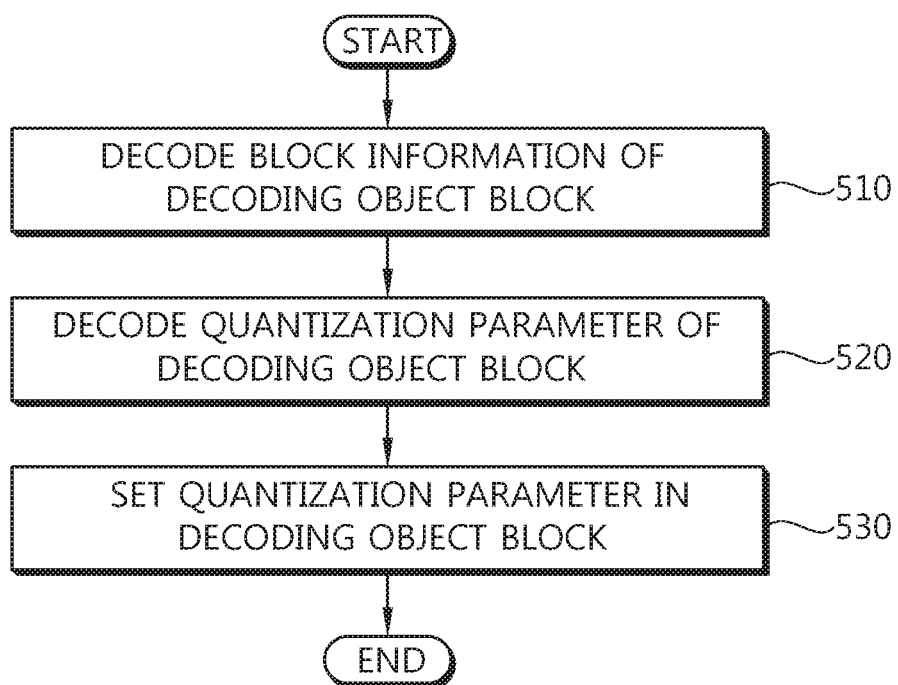 START
DECODE BLOCK INFORMATION OF
DECODING OBJECT BLOCK
510
DECODE QUANTIZATION PARAMETER OF
DECODING OBJECT BLOCK
520
SET QUANTIZATION PARAMETER IN
DECODING OBJECT BLOCK
530
END